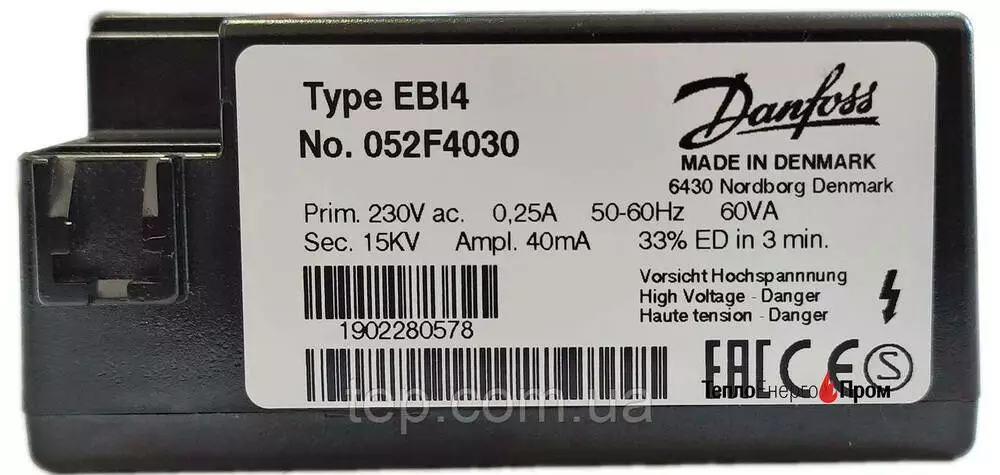 Type EBI4
No. 052F4030
Danfoss
MADE IN DENMARK
6430 Nordborg Denmark
Prim. 230V ac. 0,25A 50-60Hz 60VA
Sec. 15KV Ampl. 40mA 33% ED in 3 min.
Vorsicht Hochspannnung
High Voltage - Danger
Haute tension - Danger
1902280578
EAC CE S
ТеплоЕнергоПром
tep.com.ua